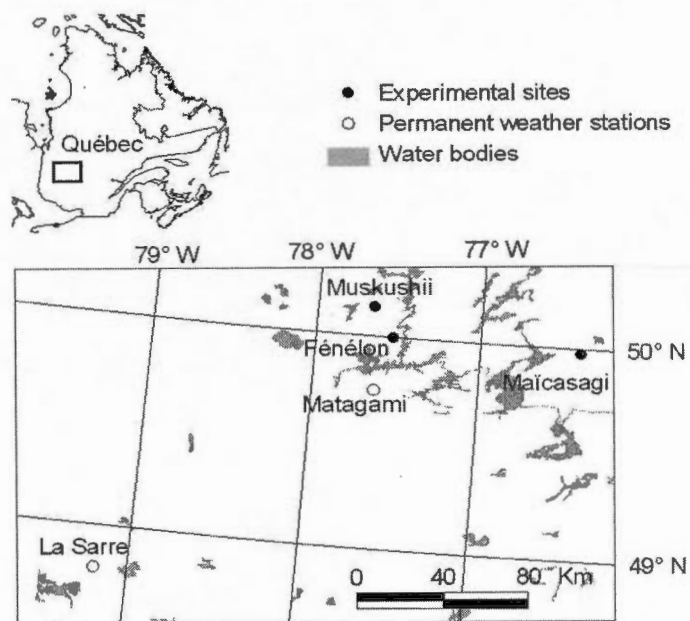 Québec
Experimental sites
Permanent weather stations
Water bodies
79° W
78° W
77° W
Muskushii
Fénélon
50° N
Maïcasagi
Matagami
La Sarre
49° N
0 40 80 Km